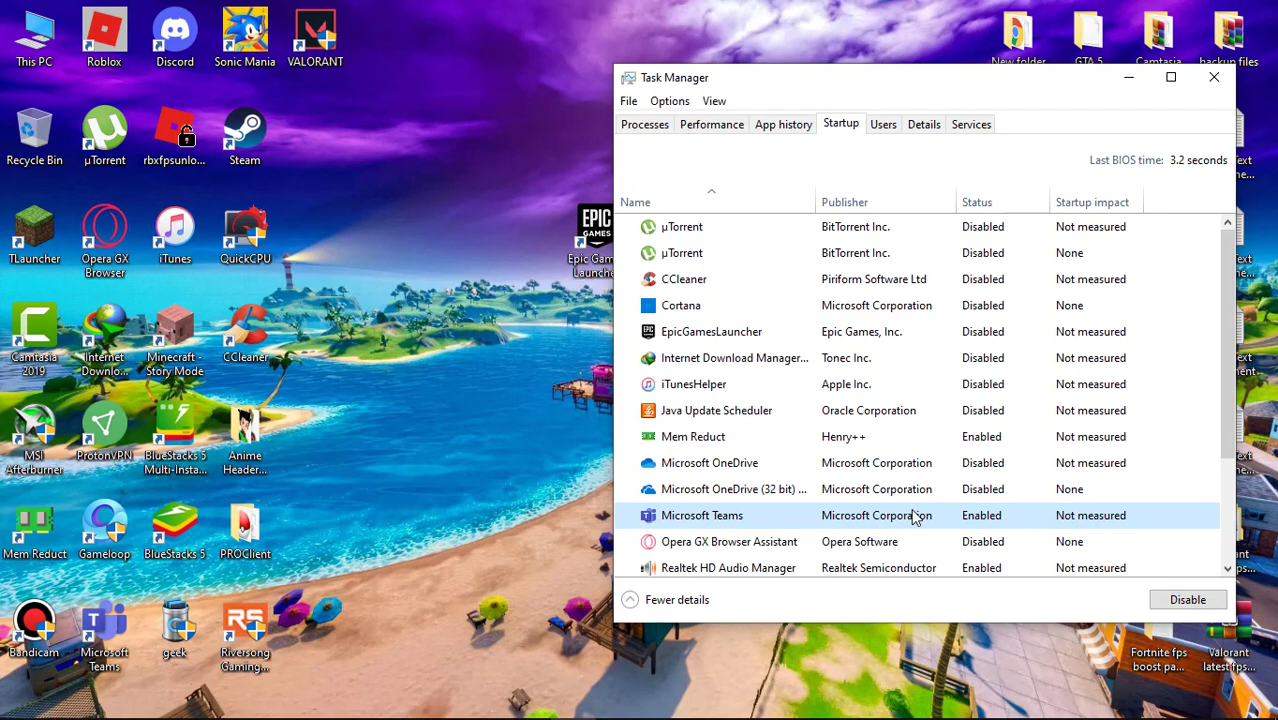 This PC
Roblox
Discord
Sonic Mania
VALORANT
New folder
GTA 5
Camtasia
backup files
Recycle Bin
µTorrent
rbxfpsunlo...
Steam
TLauncher
Opera GX
Browser
iTunes
QuickCPU
EPIC
GAMES
Epic Gam
Launche
Camtasia
2019
Internet
Downlo...
Minecraft -
Story Mode
CCleaner
MSI
Afterburner
ProtonVPN
BlueStacks 5
Multi-Insta...
Anime
Header...
Mem Reduct
Gameloop
BlueStacks 5
PROClient
Bandicam
Microsoft
Teams
geek
Riversong
Gaming...
Task Manager
File Options View
Processes Performance App history Startup Users Details Services
Last BIOS time: 3.2 seconds
Name Publisher Status Startup impact
µTorrent BitTorrent Inc. Disabled Not measured
µTorrent BitTorrent Inc. Disabled None
CCleaner Piriform Software Ltd Disabled Not measured
Cortana Microsoft Corporation Disabled None
EpicGamesLauncher Epic Games, Inc. Disabled Not measured
Internet Download Manager... Tonec Inc. Disabled Not measured
iTunesHelper Apple Inc. Disabled Not measured
Java Update Scheduler Oracle Corporation Disabled Not measured
Mem Reduct Henry++ Enabled Not measured
Microsoft OneDrive Microsoft Corporation Disabled Not measured
Microsoft OneDrive (32 bit) ... Microsoft Corporation Disabled None
Microsoft Teams Microsoft Corporation Enabled Not measured
Opera GX Browser Assistant Opera Software Disabled None
Realtek HD Audio Manager Realtek Semiconductor Enabled Not measured
Fewer details Disable
Fortnite fps
boost pa...
Valorant
latest fps...